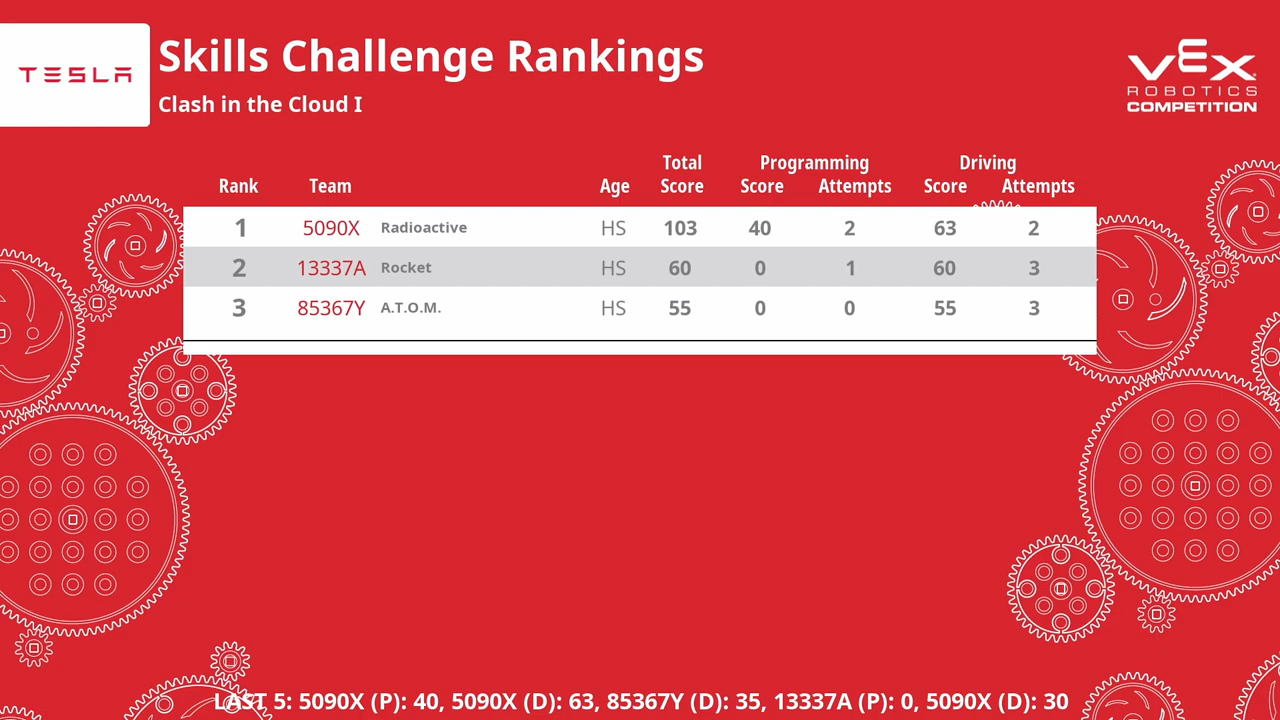 TESLA
Skills Challenge Rankings
Clash in the Cloud I
VEX
ROBOTICS
COMPETITION
Total Programming Driving
Rank Team Age Score Score Attempts Score Attempts
1 5090X Radioactive HS 103 40 2 63 2
2 13337A Rocket HS 60 0 1 60 3
3 85367Y A.T.O.M. HS 55 0 0 55 3
LAST 5: 5090X (P): 40, 5090X (D): 63, 85367Y (D): 35, 13337A (P): 0, 5090X (D): 30